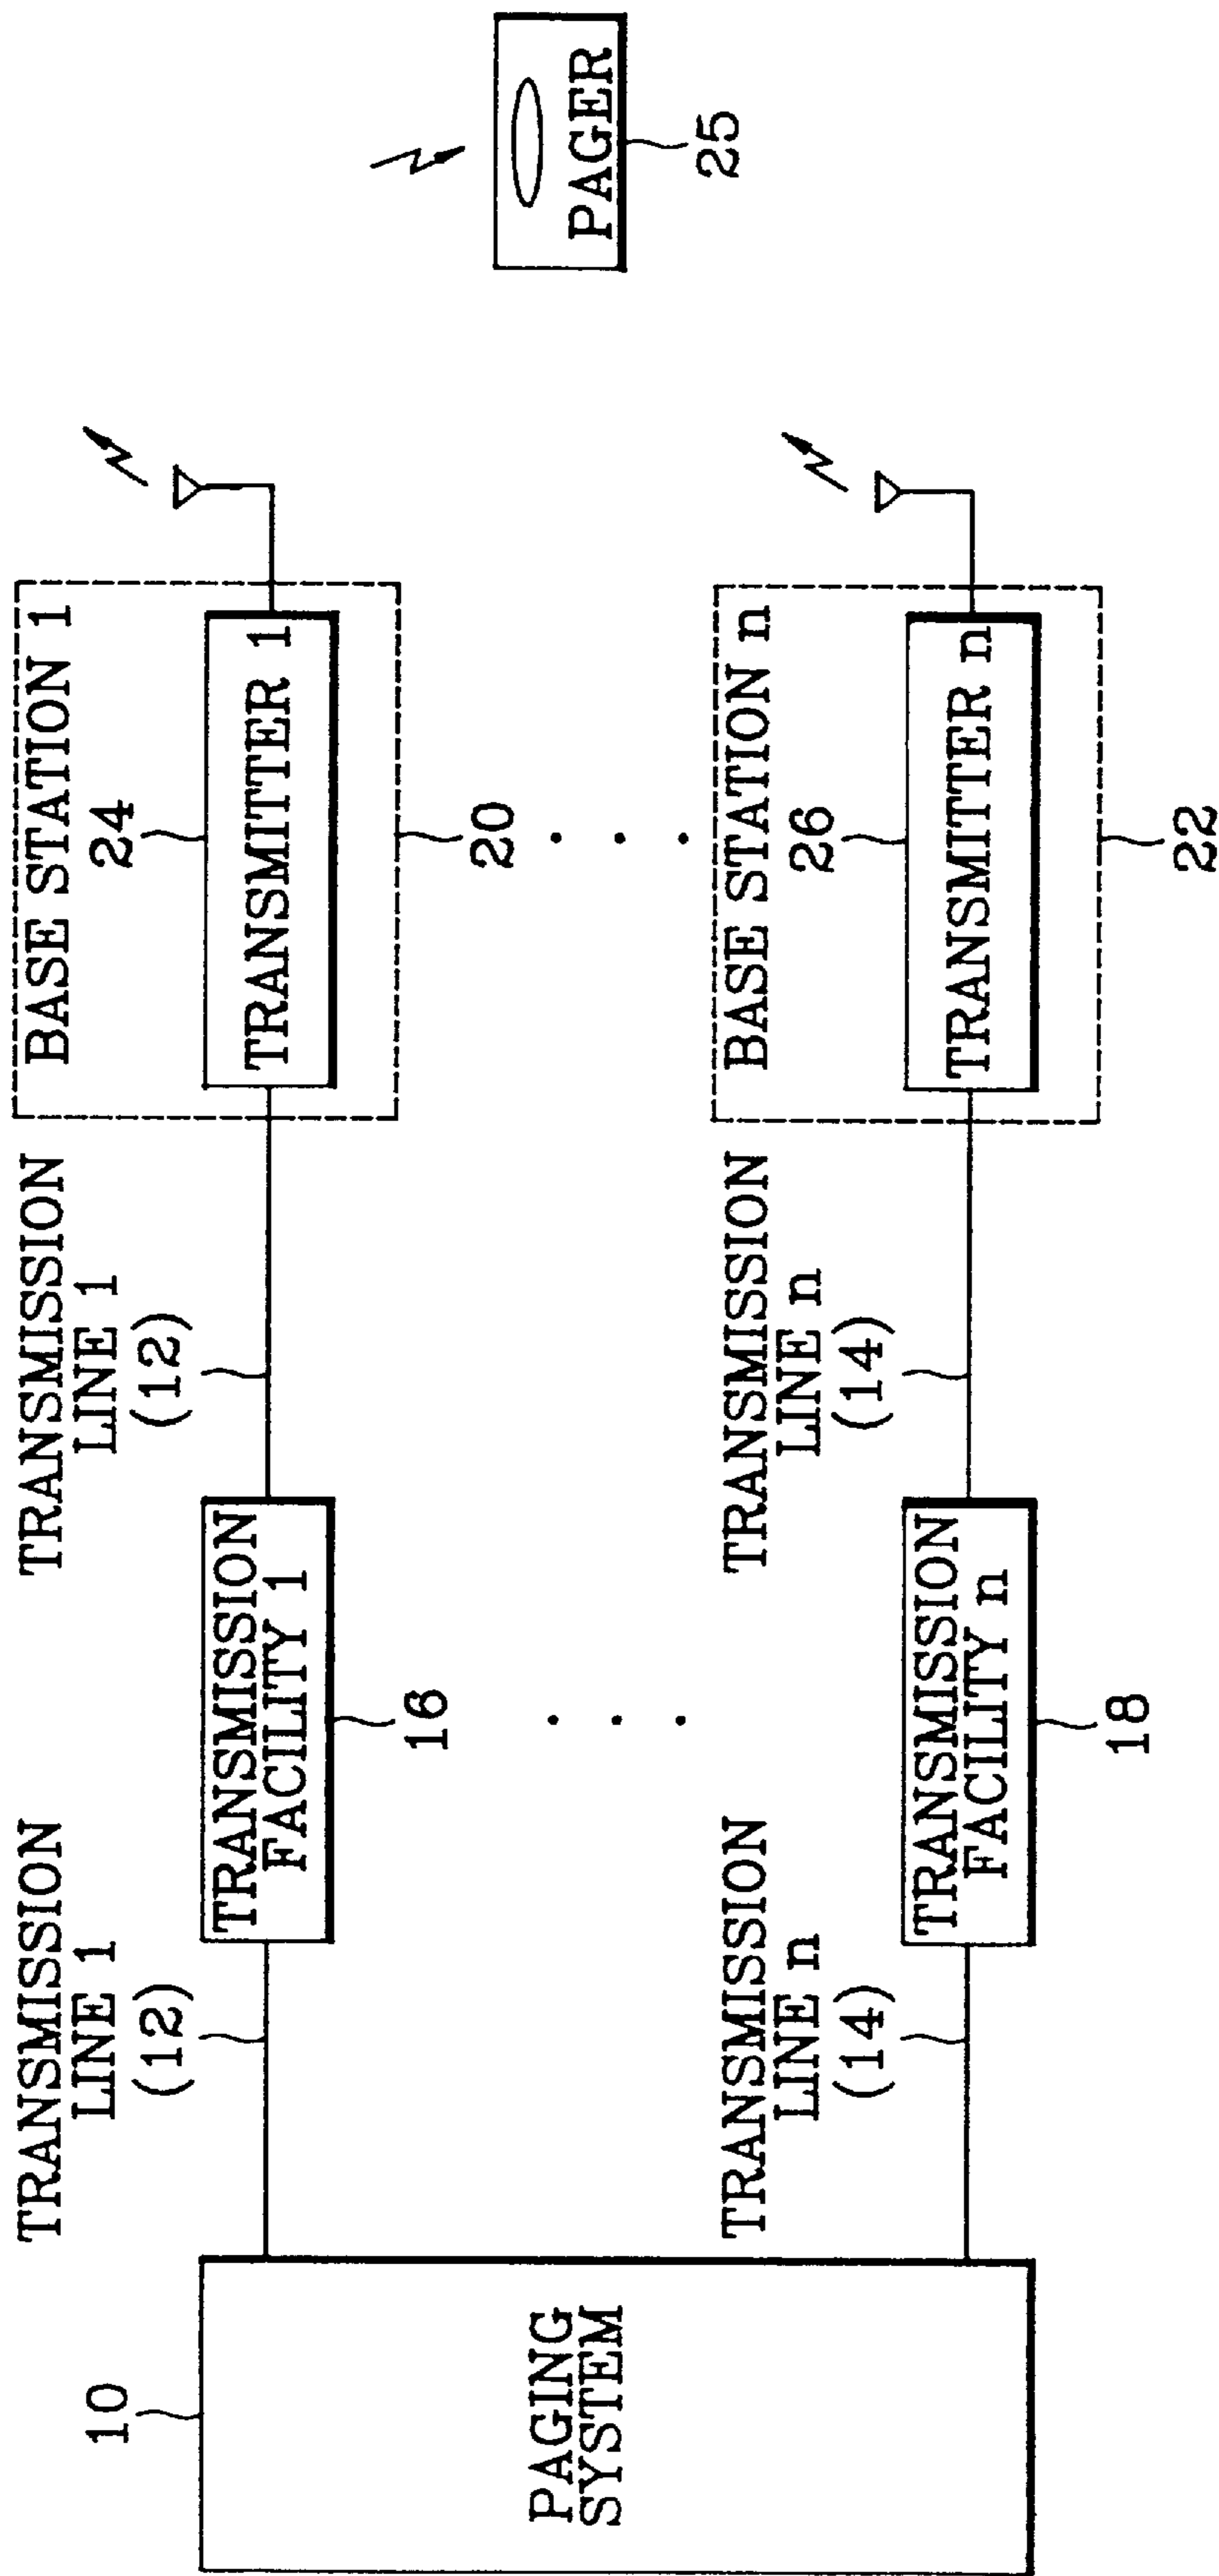 10
PAGING
SYSTEM
TRANSMISSION
LINE 1
(12)
TRANSMISSION
FACILITY 1
16
TRANSMISSION
LINE 1
(12)
BASE STATION 1
24
TRANSMITTER 1
20
TRANSMISSION
LINE n
(14)
TRANSMISSION
FACILITY n
18
TRANSMISSION
LINE n
(14)
BASE STATION n
26
TRANSMITTER n
22
PAGER
25